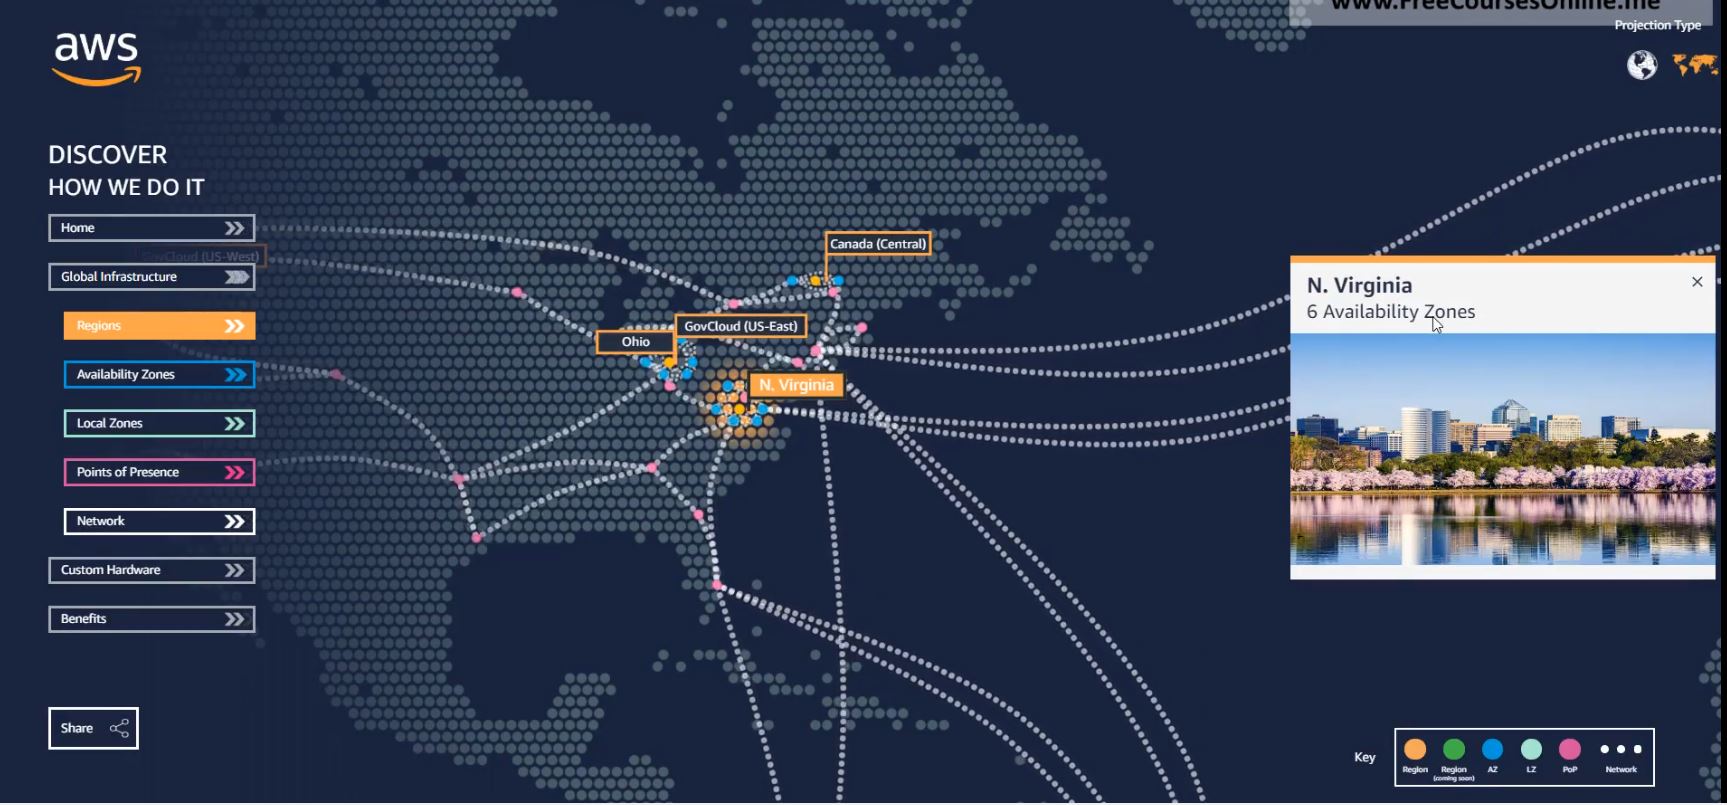 www.FreeCoursesOnline.me
Projection Type
aws
DISCOVER
HOW WE DO IT
Home
GovCloud (US-West)
Global Infrastructure
Regions
Availability Zones
Local Zones
Points of Presence
Network
Custom Hardware
Benefits
Share
Canada (Central)
GovCloud (US-East)
Ohio
N. Virginia
N. Virginia
6 Availability Zones
Key
Region
Region
(coming soon)
AZ
LZ
PoP
Network